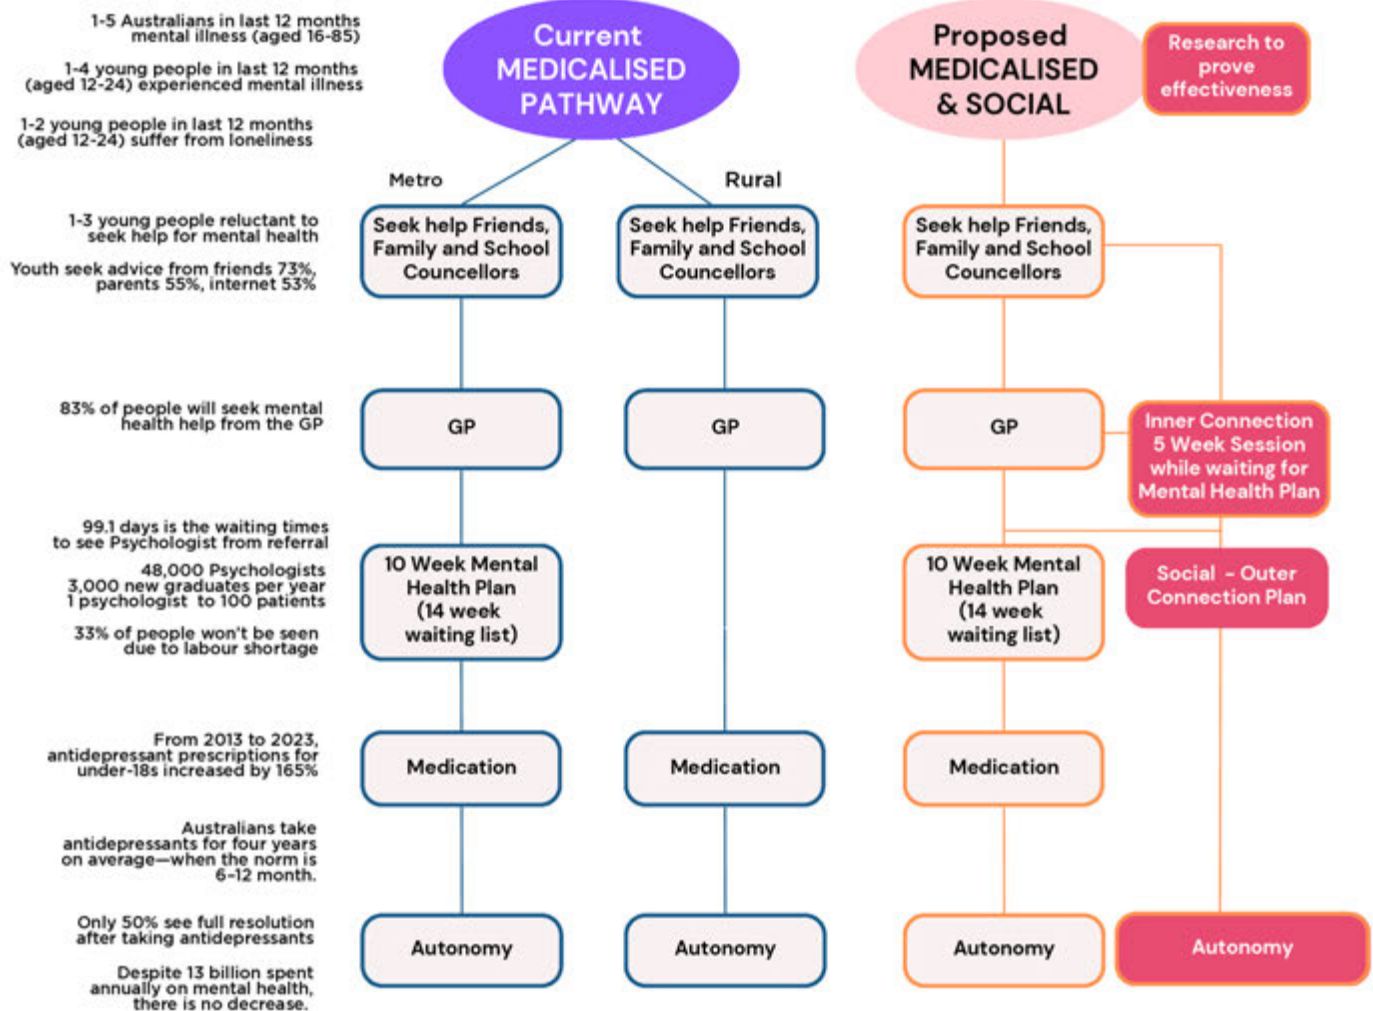 1-5 Australians in last 12 months
mental illness (aged 16-85)
1-4 young people in last 12 months
(aged 12-24) experienced mental illness
1-2 young people in last 12 months
(aged 12-24) suffer from loneliness
1-3 young people reluctant to
seek help for mental health
Youth seek advice from friends 73%,
parents 55%, internet 53%
83% of people will seek mental
health help from the GP
99.1 days is the waiting times
to see Psychologist from referral
48,000 Psychologists
3,000 new graduates per year
1 psychologist to 100 patients
33% of people won't be seen
due to labour shortage
From 2013 to 2023,
antidepressant prescriptions for
under-18s increased by 165%
Australians take
antidepressants for four years
on average—when the norm is
6-12 month.
Only 50% see full resolution
after taking antidepressants
Despite 13 billion spent
annually on mental health,
there is no decrease.
Current
MEDICALISED
PATHWAY
Metro
Seek help Friends,
Family and School
Councellors
GP
10 Week Mental
Health Plan
(14 week
waiting list)
Medication
Autonomy
Rural
Seek help Friends,
Family and School
Councellors
GP
Medication
Autonomy
Proposed
MEDICALISED
& SOCIAL
Research to
prove
effectiveness
Seek help Friends,
Family and School
Councellors
GP
10 Week Mental
Health Plan
(14 week
waiting list)
Medication
Autonomy
Inner Connection
5 Week Session
while waiting for
Mental Health Plan
Social - Outer
Connection Plan
Autonomy